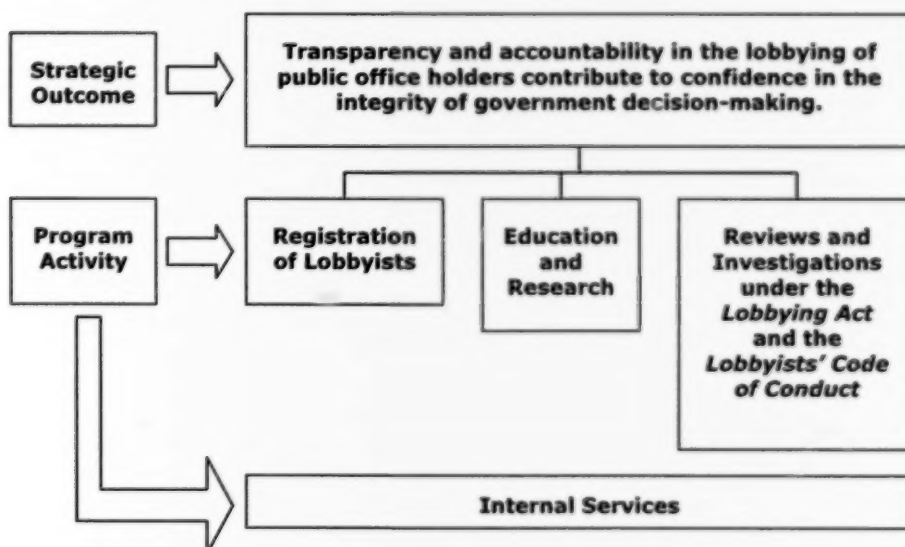 Strategic
Outcome
Transparency and accountability in the lobbying of
public office holders contribute to confidence in the
integrity of government decision-making.
Program
Activity
Registration
of Lobbyists
Education
and
Research
Reviews and
Investigations
under the
Lobbying Act
and the
Lobbyists' Code
of Conduct
Internal Services